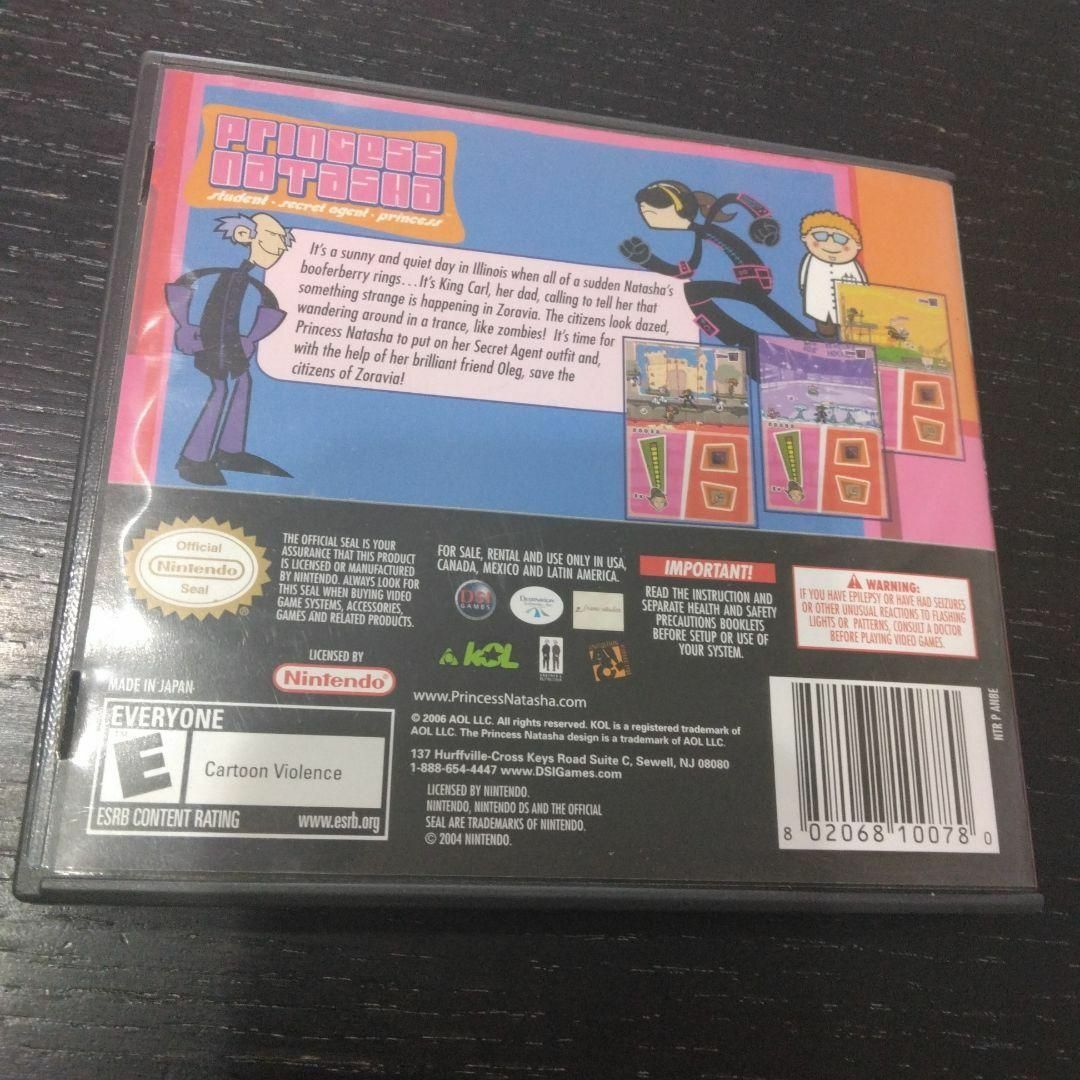 PRINCESS
NATASHA
student · secret agent · princess™
It's a sunny and quiet day in Illinois when all of a sudden Natasha's
booferberry rings...It's King Carl, her dad, calling to tell her that
something strange is happening in Zoravia. The citizens look dazed,
wandering around in a trance, like zombies! It's time for
Princess Natasha to put on her Secret Agent outfit and,
with the help of her brilliant friend Oleg, save the
citizens of Zoravia!
Official
Nintendo
Seal
®
THE OFFICIAL SEAL IS YOUR
ASSURANCE THAT THIS PRODUCT
IS LICENSED OR MANUFACTURED
BY NINTENDO. ALWAYS LOOK FOR
THIS SEAL WHEN BUYING VIDEO
GAME SYSTEMS, ACCESSORIES,
GAMES AND RELATED PRODUCTS.
LICENSED BY
Nintendo®
MADE IN JAPAN
EVERYONE
E
Cartoon Violence
ESRB CONTENT RATING www.esrb.org
FOR SALE, RENTAL AND USE ONLY IN USA,
CANADA, MEXICO AND LATIN AMERICA.
DSI
GAMES
KOL
www.PrincessNatasha.com
© 2006 AOL LLC. All rights reserved. KOL is a registered trademark of
AOL LLC. The Princess Natasha design is a trademark of AOL LLC.
137 Hurffville-Cross Keys Road Suite C, Sewell, NJ 08080
1-888-654-4447 www.DSIGames.com
LICENSED BY NINTENDO.
NINTENDO, NINTENDO DS AND THE OFFICIAL
SEAL ARE TRADEMARKS OF NINTENDO.
© 2004 NINTENDO.
IMPORTANT!
READ THE INSTRUCTION AND
SEPARATE HEALTH AND SAFETY
PRECAUTIONS BOOKLETS
BEFORE SETUP OR USE OF
YOUR SYSTEM.
WARNING:
IF YOU HAVE EPILEPSY OR HAVE HAD SEIZURES
OR OTHER UNUSUAL REACTIONS TO FLASHING
LIGHTS OR PATTERNS, CONSULT A DOCTOR
BEFORE PLAYING VIDEO GAMES.
NTR P AN8E
8 02068 10078 0